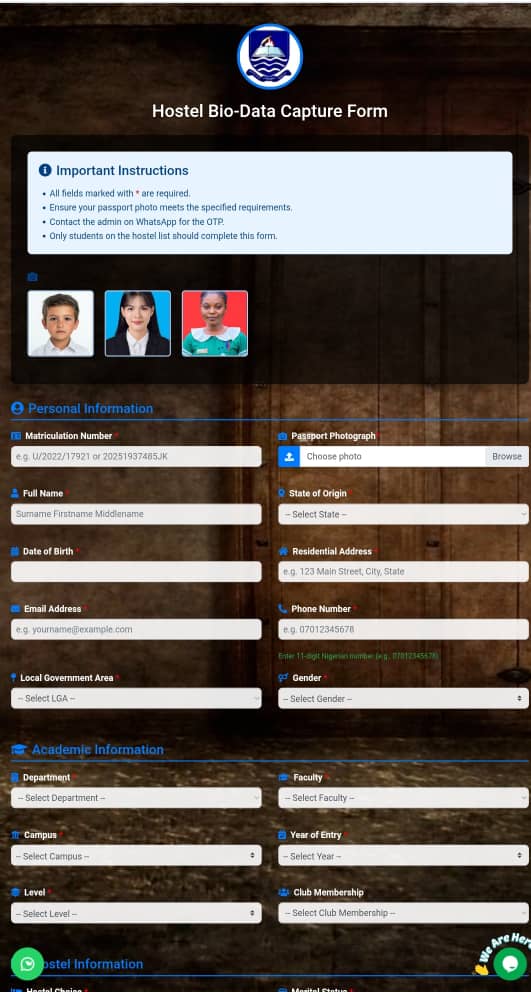 Hostel Bio-Data Capture Form
Important Instructions
• All fields marked with * are required.
• Ensure your passport photo meets the specified requirements.
• Contact the admin on WhatsApp for the OTP.
• Only students on the hostel list should complete this form.
Personal Information
Matriculation Number *
e.g. U/2022/17921 or 20251937485JK
Passport Photograph *
Choose photo
Browse
Full Name *
Surname Firstname Middlename
State of Origin *
-- Select State --
Date of Birth *
Residential Address *
e.g. 123 Main Street, City, State
Email Address *
e.g. yourname@example.com
Phone Number *
e.g. 07012345678
Enter 11-digit Nigerian number (e.g., 07012345678)
Local Government Area *
-- Select LGA --
Gender *
-- Select Gender --
Academic Information
Department *
-- Select Department --
Faculty *
-- Select Faculty --
Campus *
-- Select Campus --
Year of Entry *
-- Select Year --
Level *
-- Select Level --
Club Membership
-- Select Club Membership --
We Are Here
ostel Information
Hostel Choice *
Marital Status *